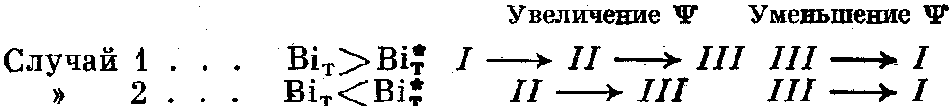 Увеличение Ψ Уменьшение Ψ
Случай 1 . . . Biт>Biт* I ⟶ II ⟶ III III ⟶ I
» 2 . . . Biт<Biт* II ⟶ III III ⟶ I